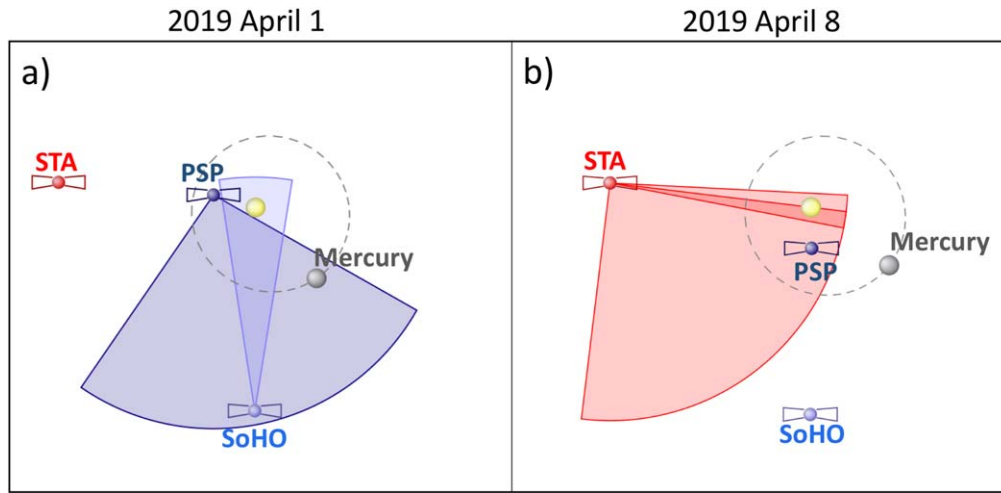 2019 April 1
2019 April 8
a)
b)
STA
PSP
Mercury
SoHO
STA
Mercury
PSP
SoHO